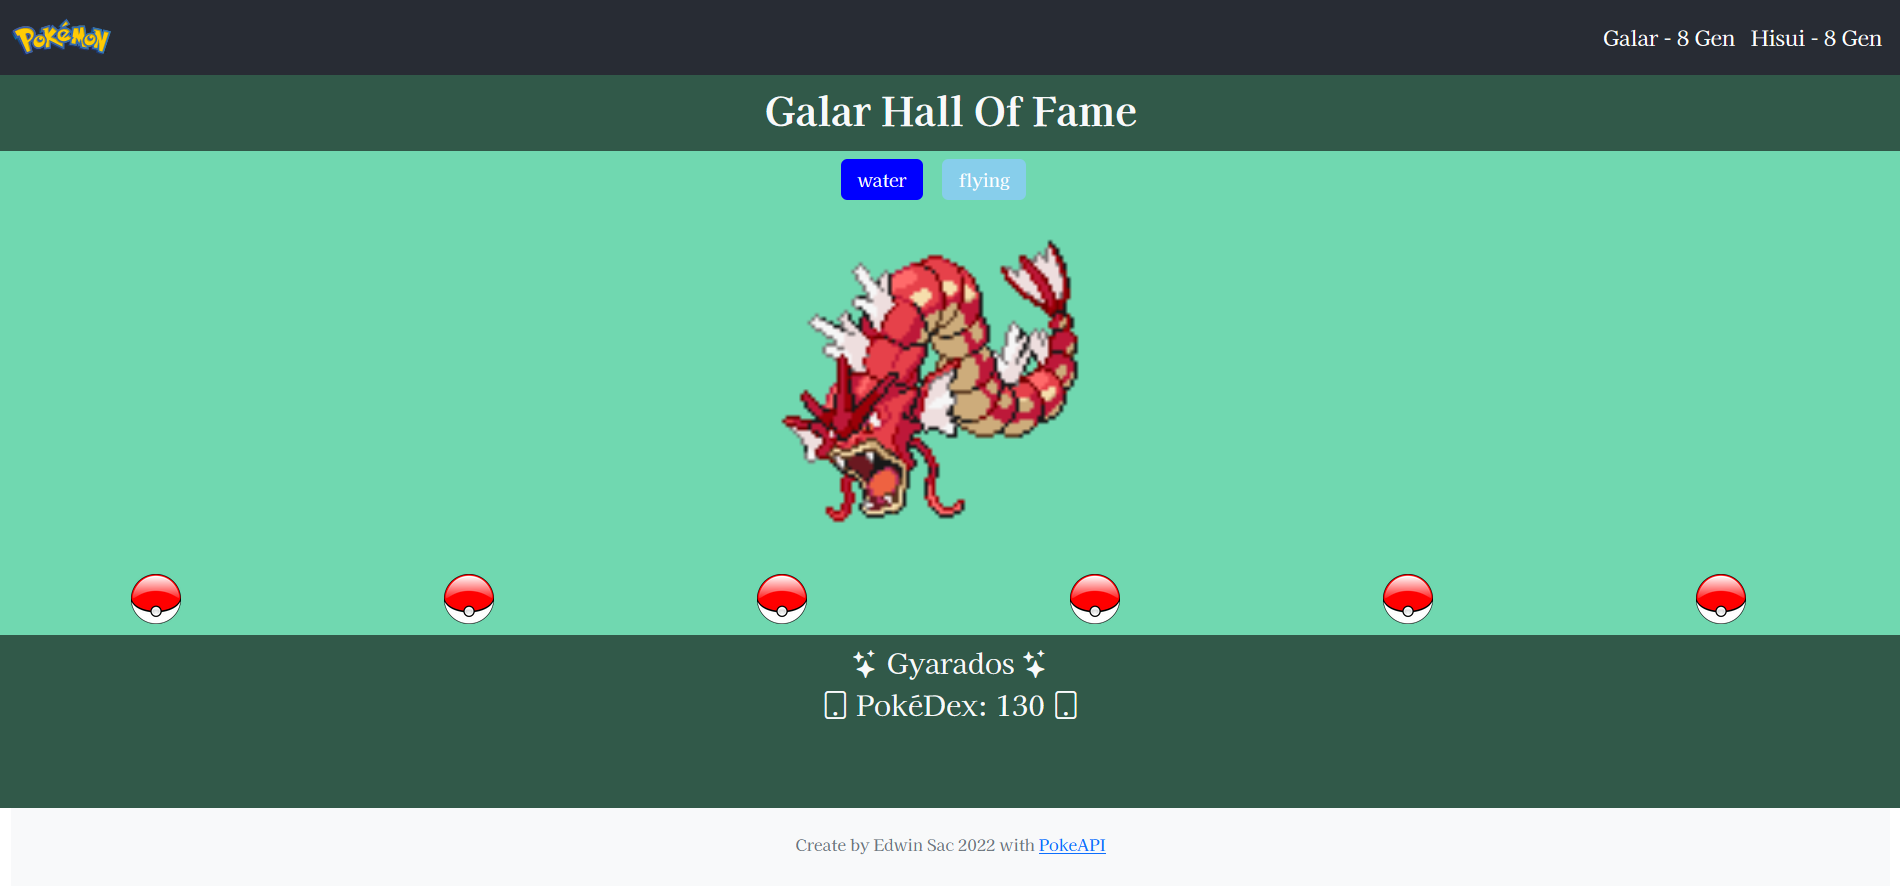 POKéMON
Galar - 8 Gen Hisui - 8 Gen
Galar Hall Of Fame
water flying
Gyarados
PokéDex: 130
Create by Edwin Sac 2022 with PokeAPI